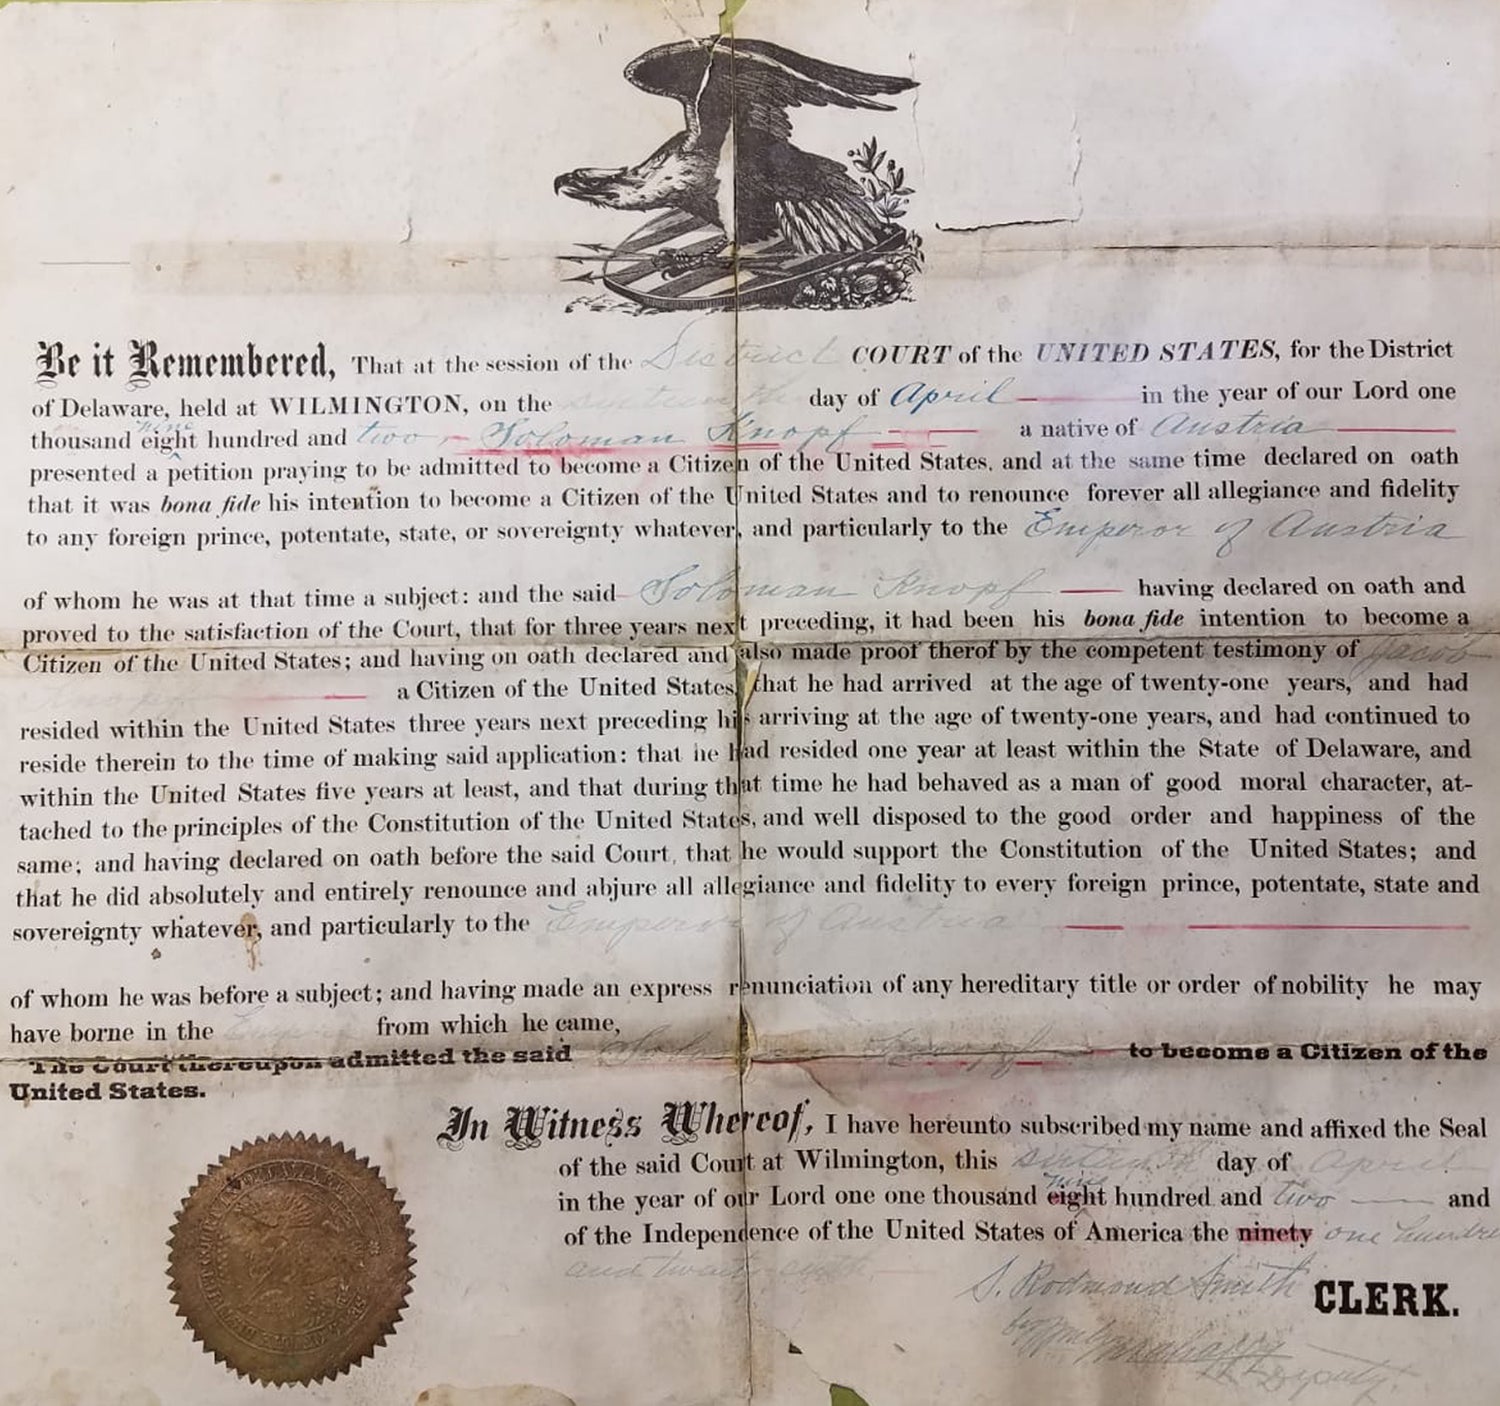 Be it Remembered, That at the session of the District COURT of the UNITED STATES, for the District
of Delaware, held at WILMINGTON, on the day of April in the year of our Lord one
nine
thousand eight hundred and two Soloman Knopf a native of Austria
presented a petition praying to be admitted to become a Citizen of the United States, and at the same time declared on oath
that it was bona fide his intention to become a Citizen of the United States and to renounce forever all allegiance and fidelity
to any foreign prince, potentate, state, or sovereignty whatever, and particularly to the Emperor of Austria
of whom he was at that time a subject: and the said Soloman Knopf having declared on oath and
proved to the satisfaction of the Court, that for three years next preceding, it had been his bona fide intention to become a
Citizen of the United States; and having on oath declared and also made proof therof by the competent testimony of Jacob
a Citizen of the United States, that he had arrived at the age of twenty-one years, and had
resided within the United States three years next preceding his arriving at the age of twenty-one years, and had continued to
reside therein to the time of making said application: that he had resided one year at least within the State of Delaware, and
within the United States five years at least, and that during that time he had behaved as a man of good moral character, at-
tached to the principles of the Constitution of the United States, and well disposed to the good order and happiness of the
same; and having declared on oath before the said Court, that he would support the Constitution of the United States; and
that he did absolutely and entirely renounce and abjure all allegiance and fidelity to every foreign prince, potentate, state and
sovereignty whatever, and particularly to the Emperor of Austria
of whom he was before a subject; and having made an express renunciation of any hereditary title or order of nobility he may
have borne in the from which he came,
The Court thereupon admitted the said Soloman Knopf to become a Citizen of the
United States.
In Witness Whereof, I have hereunto subscribed my name and affixed the Seal
of the said Court at Wilmington, this sixteenth day of April
nine
in the year of our Lord one one thousand eight hundred and two and
of the Independence of the United States of America the ninety one hundred
and twenty sixth
S. Rodmond Smith CLERK.
by
Deputy.